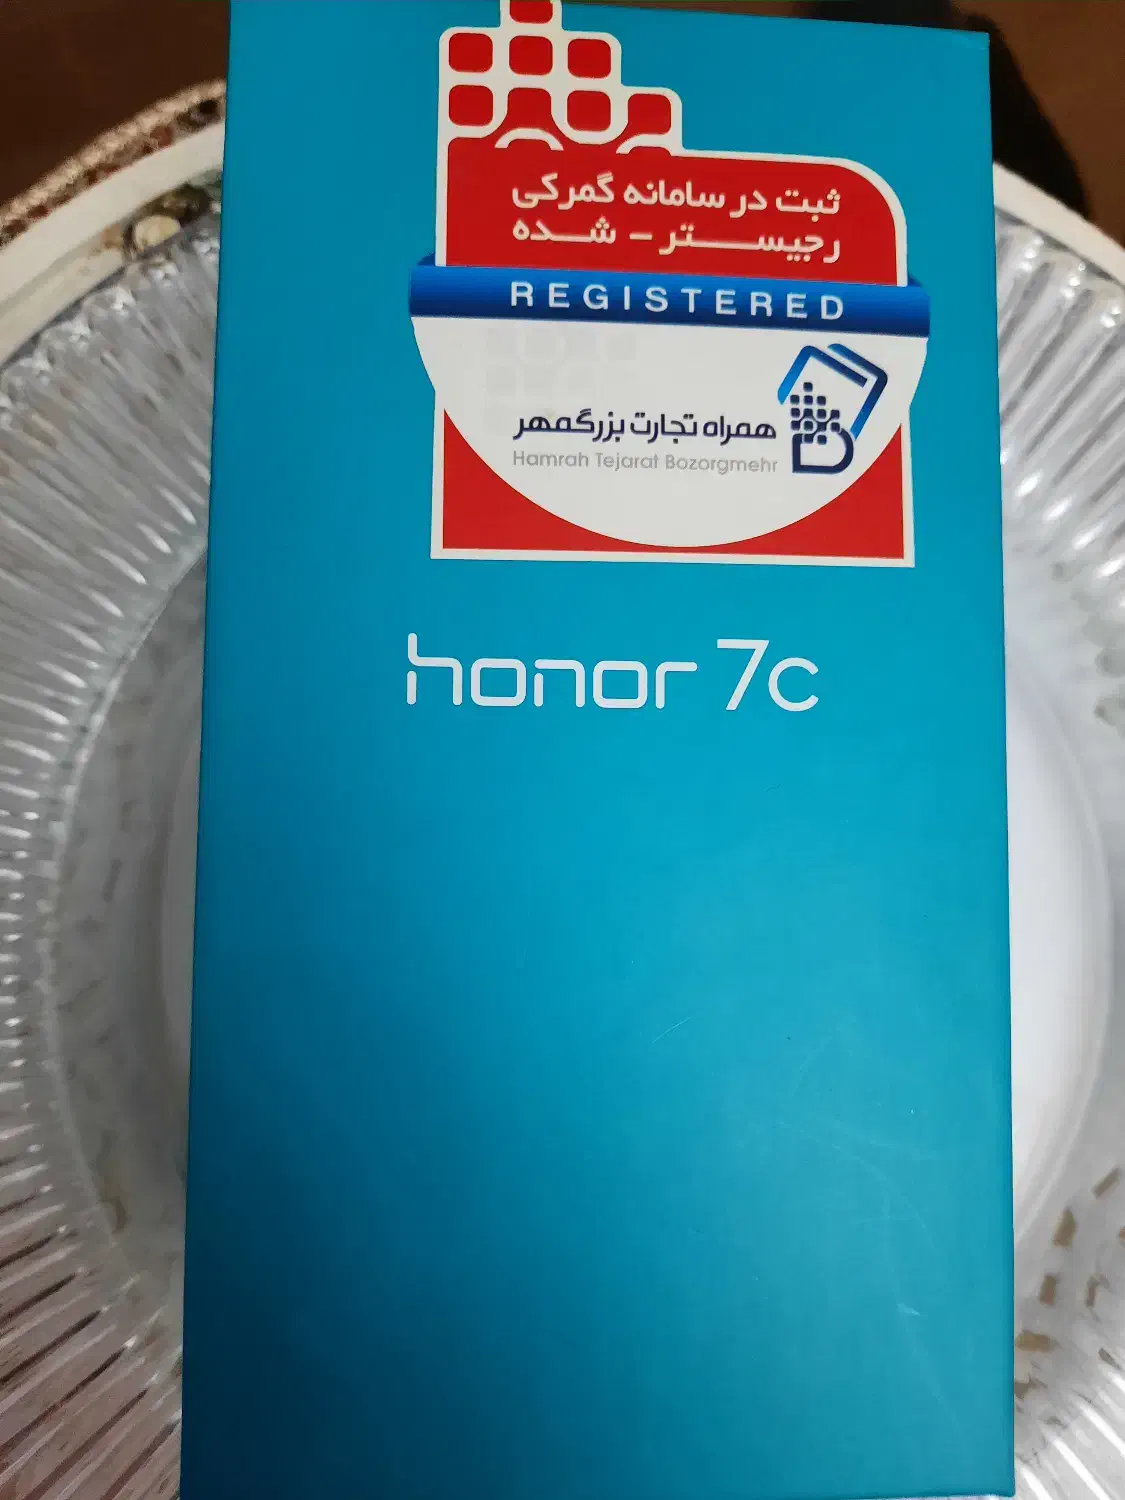 ثبت در سامانه گمرکی
رجیستر - شده
REGISTERED
همراه تجارت بزرگمهر
Hamrah Tejarat Bozorgmehr
honor 7c